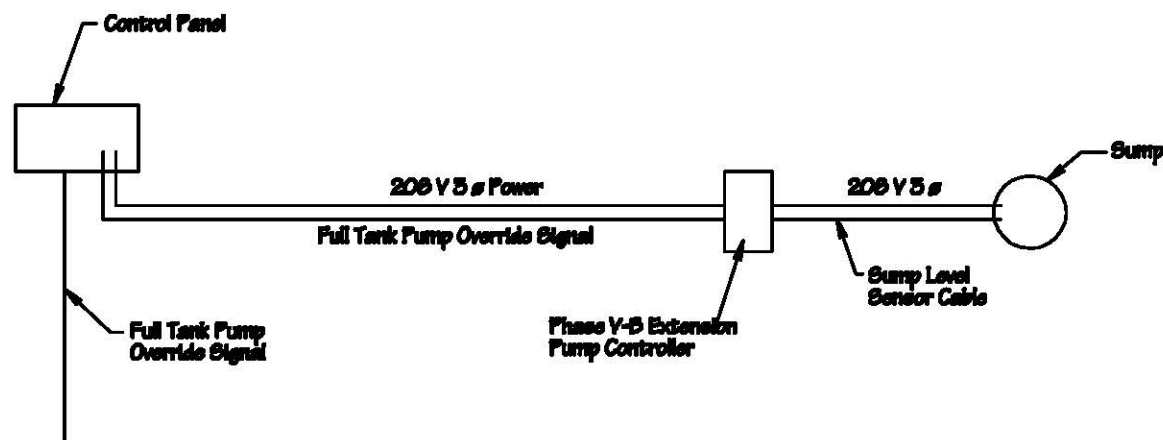 Control Panel
Sump
208 V 3 ø Power
208 V 3 ø
Full Tank Pump Override Signal
Sump Level
Sensor Cable
Full Tank Pump
Override Signal
Phase V-B Extension
Pump Controller